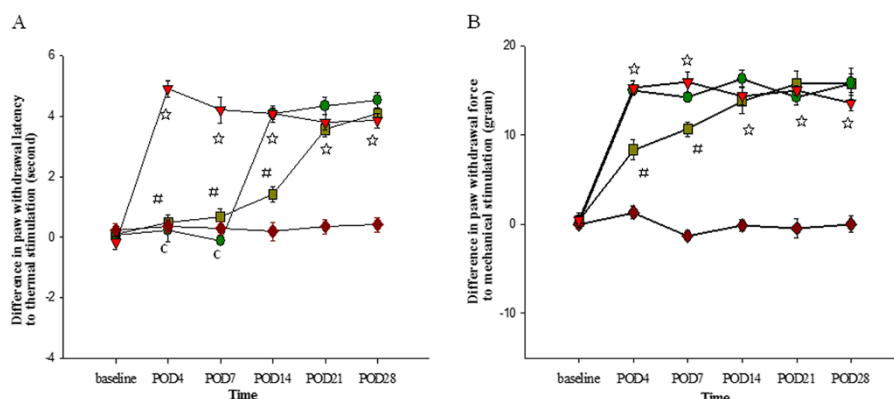 A
Difference in paw withdrawal latency
to thermal stimulation (second)
6
4
2
0
-2
-4
#
#
#
C
C
baseline POD4 POD7 POD14 POD21 POD28
Time
B
Difference in paw withdrawal force
to mechanical stimulation (gram)
20
10
0
-10
#
#
baseline POD4 POD7 POD14 POD21 POD28
Time